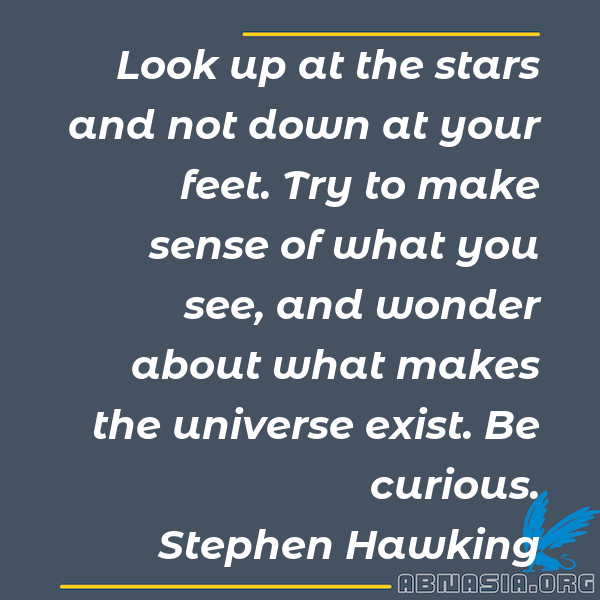 Look up at the stars
and not down at your
feet. Try to make
sense of what you
see, and wonder
about what makes
the universe exist. Be
curious.
Stephen Hawking
ABNASIA.ORG